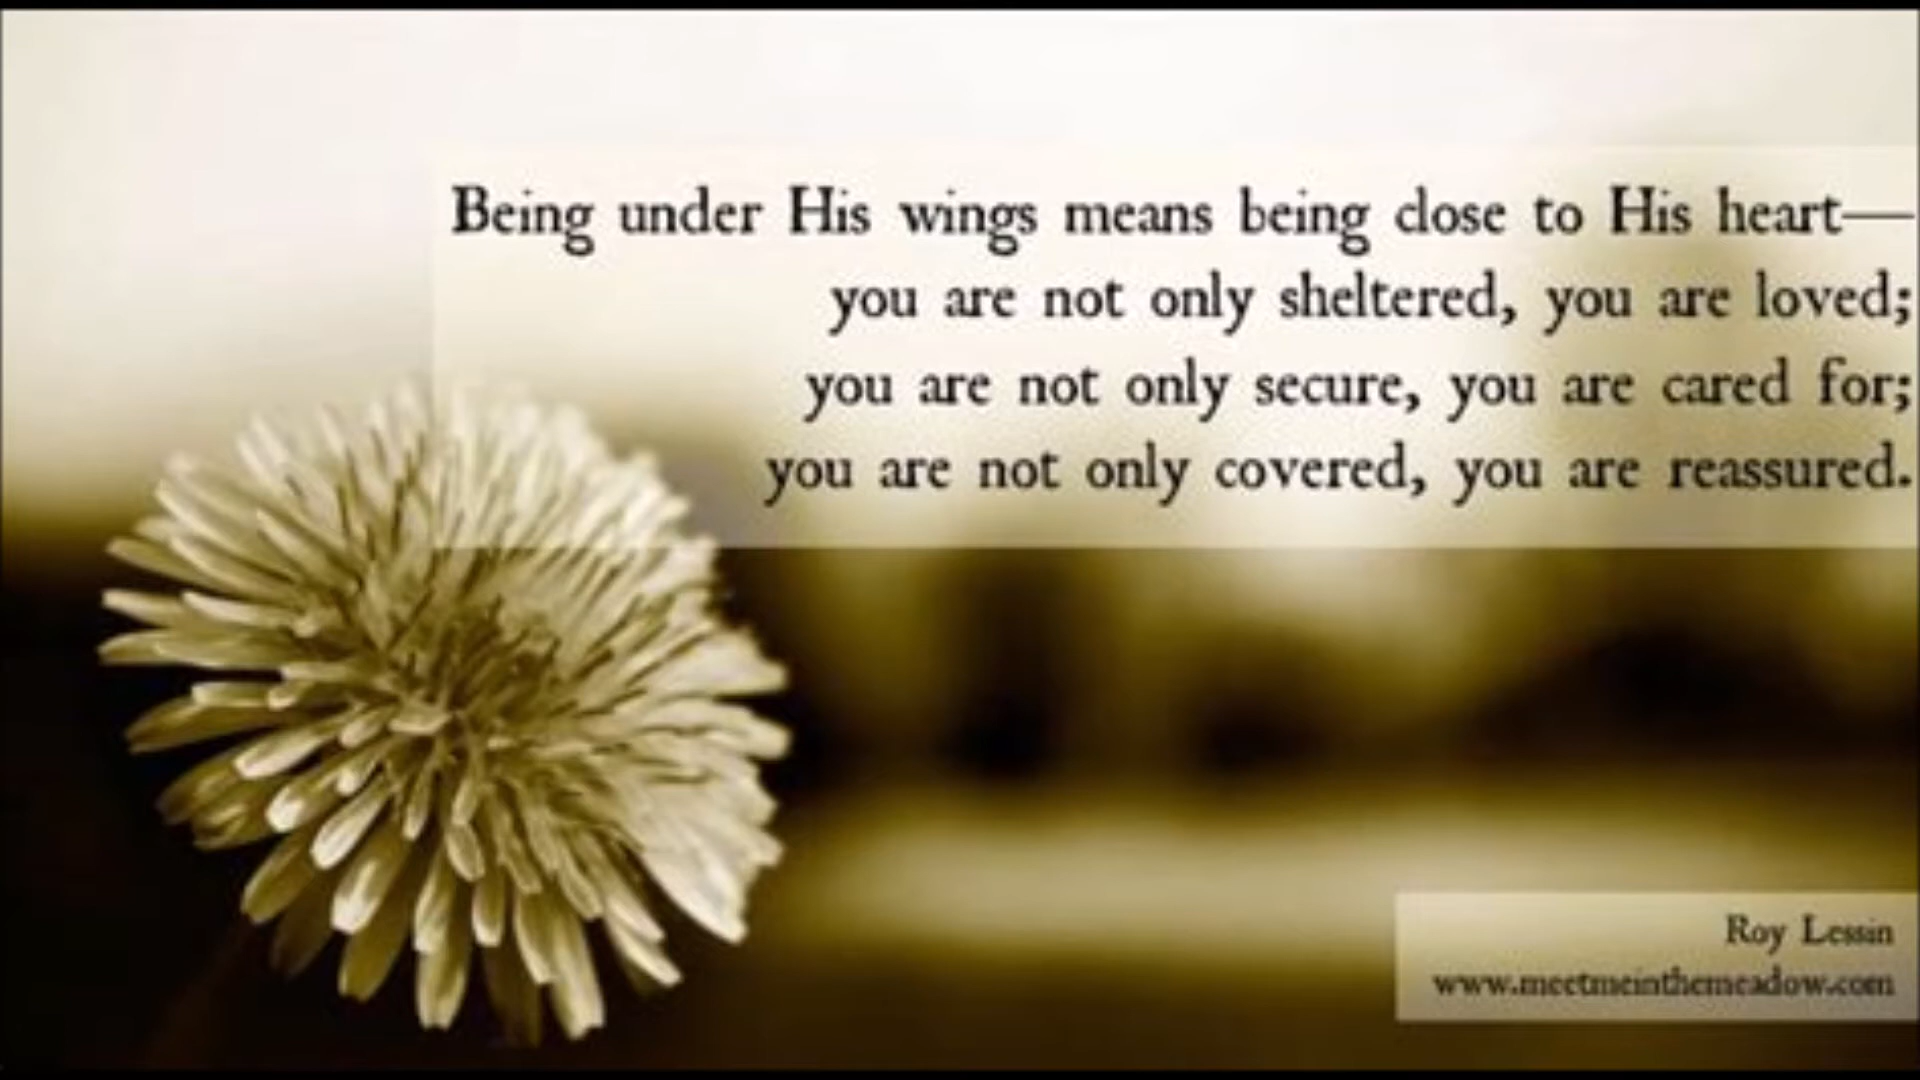 Being under His wings means being close to His heart—
you are not only sheltered, you are loved;
you are not only secure, you are cared for;
you are not only covered, you are reassured.
Roy Lessin
www.meetmeinthemeadow.com